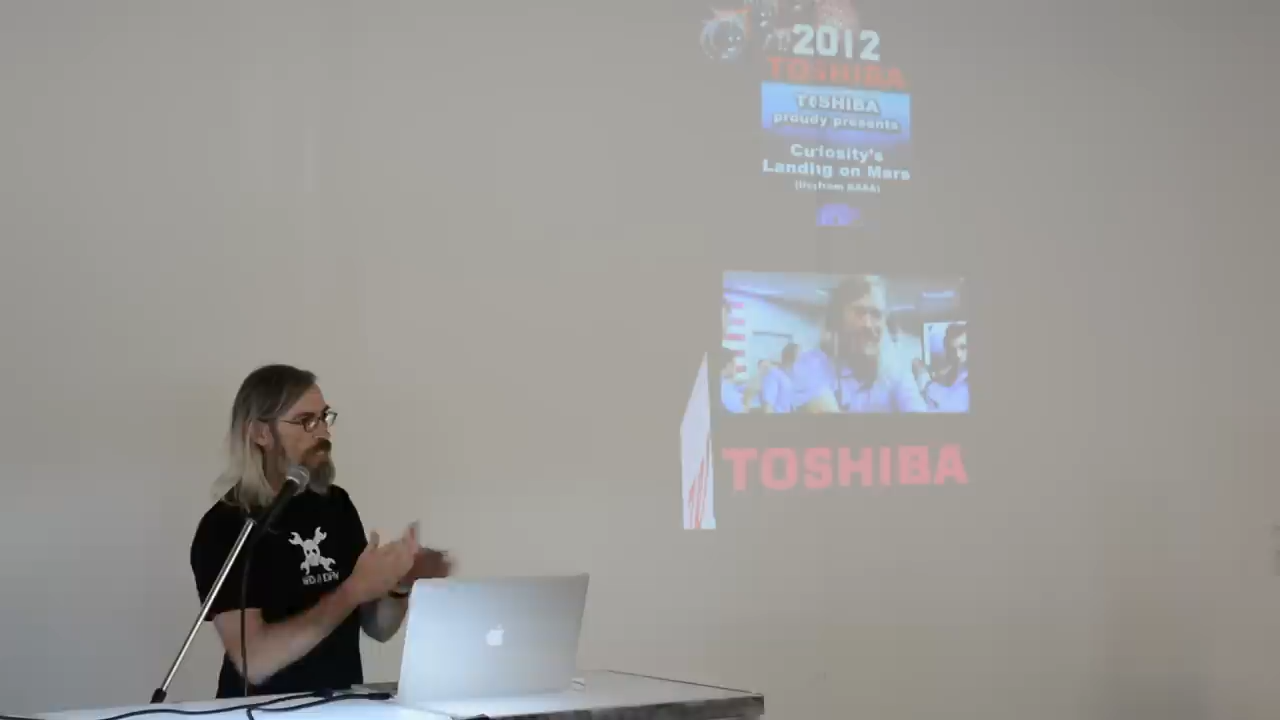 2012
TOSHIBA
TOSHIBA
proudly presents
Curiosity's
Landing on Mars
TOSHIBA